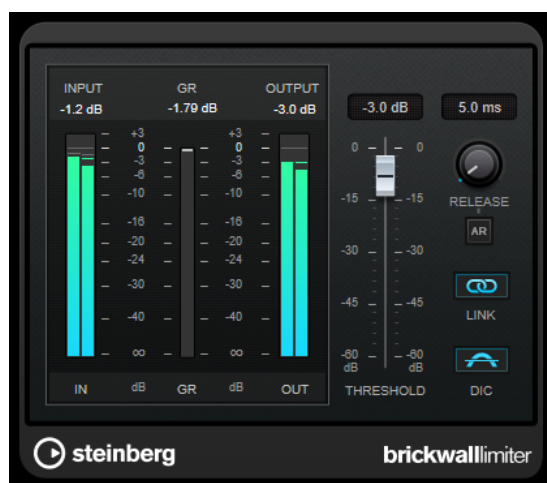 INPUT GR OUTPUT
-1.2 dB -1.79 dB -3.0 dB -3.0 dB 5.0 ms
+3 +3
0 0 0 0
-3 -3
-6 -6
-10 -10
-15 -15 RELEASE
-16 -16
AR
-20 -20
-24 -24 -30 -30
-30 -30
-45 -45
-40 -40 LINK
∞ ∞ -60 -60
dB dB
IN dB GR dB OUT THRESHOLD DIC
steinberg brickwalllimiter